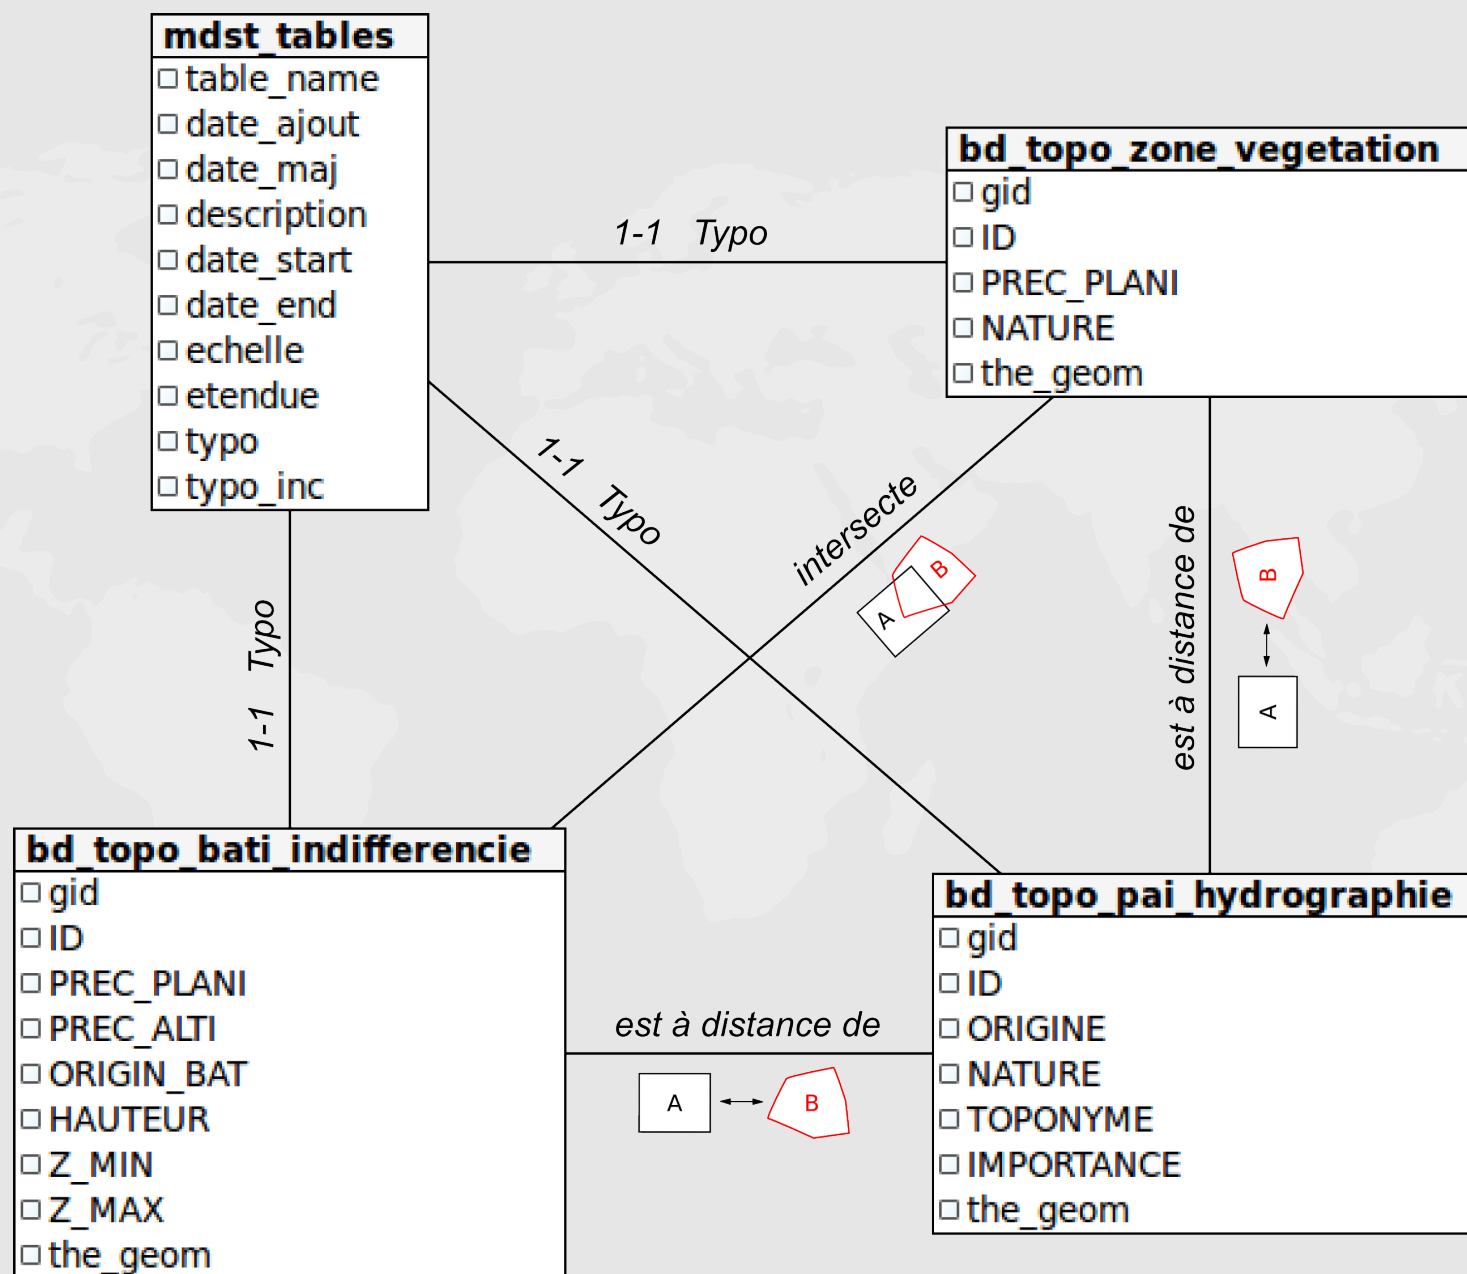 mdst_tables
table_name
date_ajout
date_maj
description
date_start
date_end
echelle
etendue
typo
typo_inc
1-1 Typo
bd_topo_zone_vegetation
gid
ID
PREC_PLANI
NATURE
the_geom
1-1 Typo
intersecte
A
B
est à distance de
B
A
1-1 Typo
bd_topo_bati_indifferencie
gid
ID
PREC_PLANI
PREC_ALTI
ORIGIN_BAT
HAUTEUR
Z_MIN
Z_MAX
the_geom
est à distance de
A
B
bd_topo_pai_hydrographie
gid
ID
ORIGINE
NATURE
TOPONYME
IMPORTANCE
the_geom